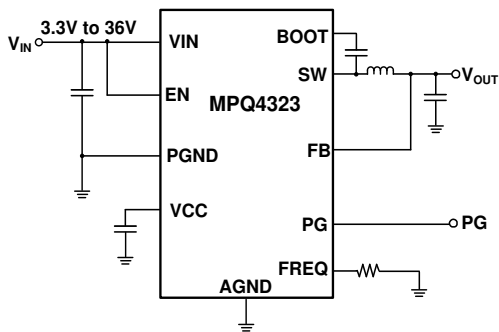 3.3V to 36V
VIN
VIN
BOOT
SW
VOUT
EN
MPQ4323
PGND
FB
VCC
PG
PG
FREQ
AGND